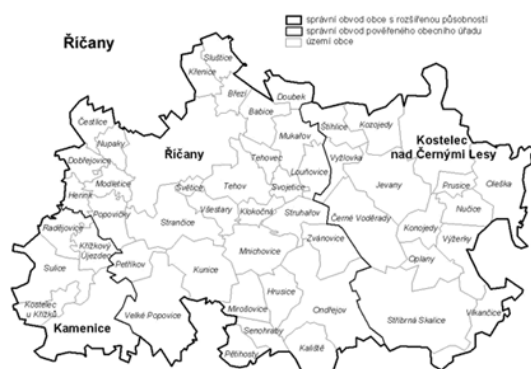 Říčany
správní obvod obce s rozšířenou působností
správní obvod pověřeného obecního úřadu
území obce
Sluštice
Křenice
Březí
Doubek
Babice
Čestlice
Štíhlice
Kozojedy
Mukařov
Kostelec
nad Černými Lesy
Nupaky
Říčany
Dobřejovice
Tehovec
Vyžlovka
Louňovice
Modletice
Jevany
Prusice
Oleška
Herink
Světice
Tehov
Svojetice
Popovičky
Nučice
Všestary
Klokočná
Struhařov
Černé Voděrady
Strančice
Radějovice
Konojedy
Křížkový
Újezdec
Zvánovice
Výžerky
Mnichovice
Oplany
Sulice
Petříkov
Kunice
Hrusice
Kostelec
u Křížků
Mirošovice
Ondřejov
Stříbrná Skalice
Vlkančice
Kamenice
Velké Popovice
Senohraby
Pětihosty
Kaliště